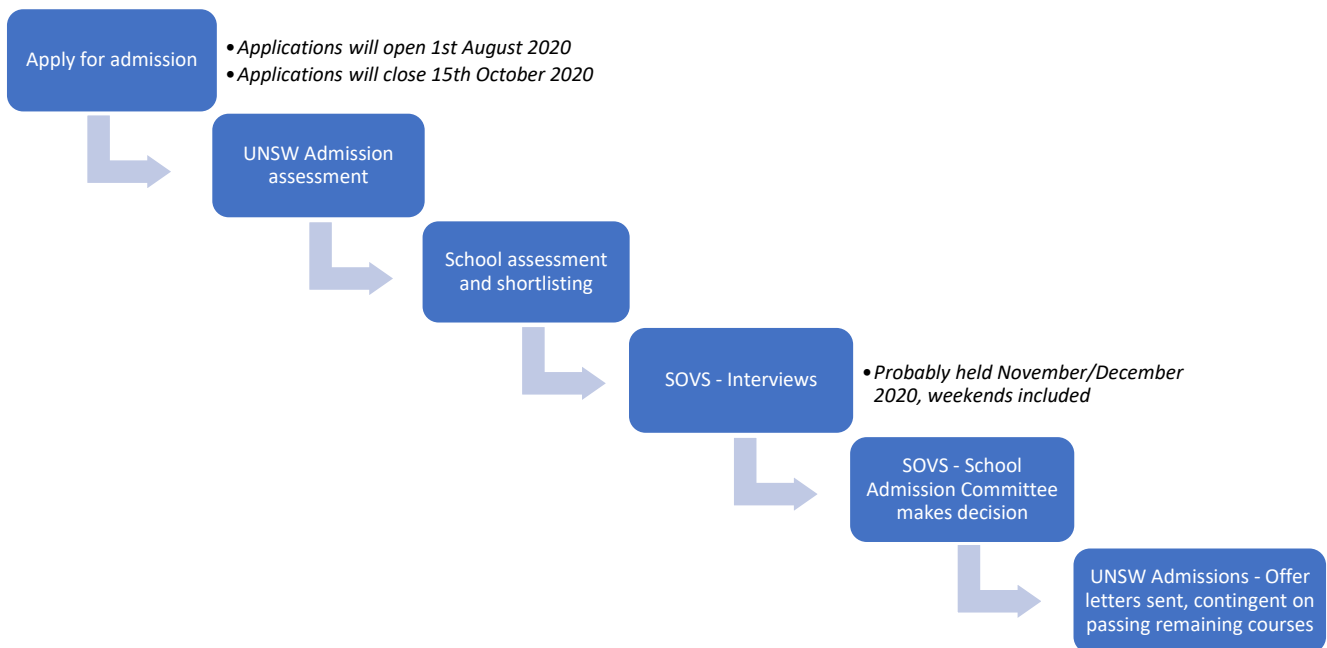 Apply for admission
•Applications will open 1st August 2020
•Applications will close 15th October 2020
UNSW Admission
assessment
School assessment
and shortlisting
SOVS - Interviews
•Probably held November/December
2020, weekends included
SOVS - School
Admission Committee
makes decision
UNSW Admissions - Offer
letters sent, contingent on
passing remaining courses